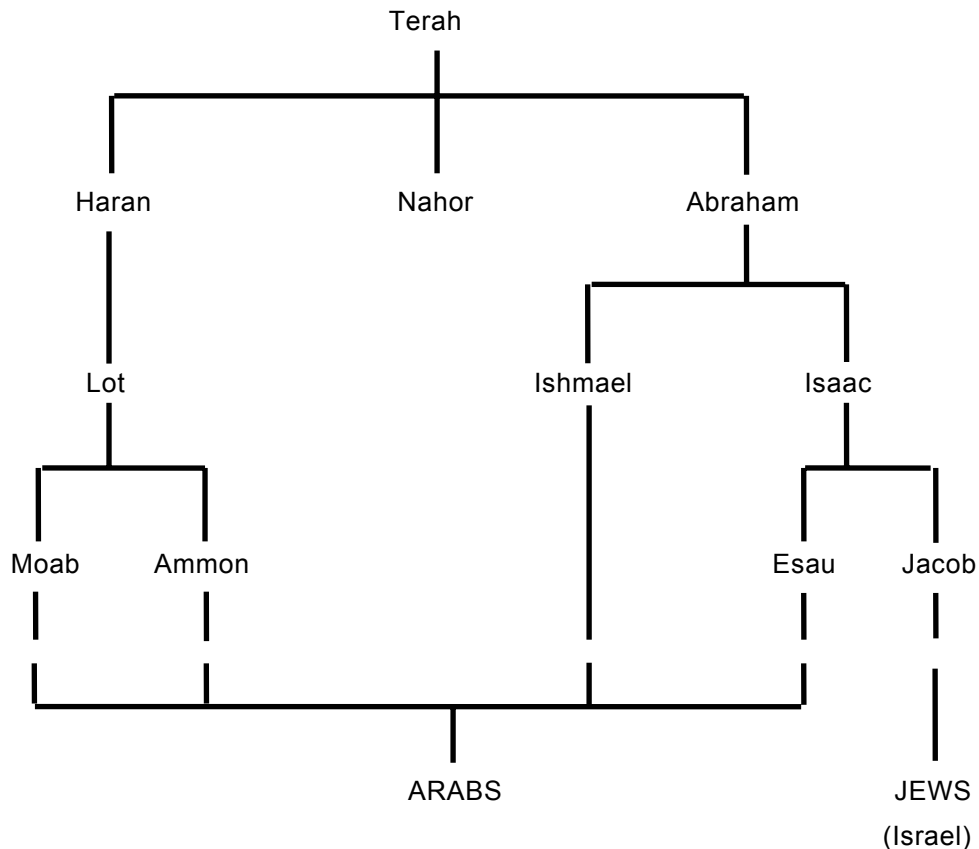 Terah
Haran Nahor Abraham
Lot Ishmael Isaac
Moab Ammon Esau Jacob
ARABS JEWS
(Israel)